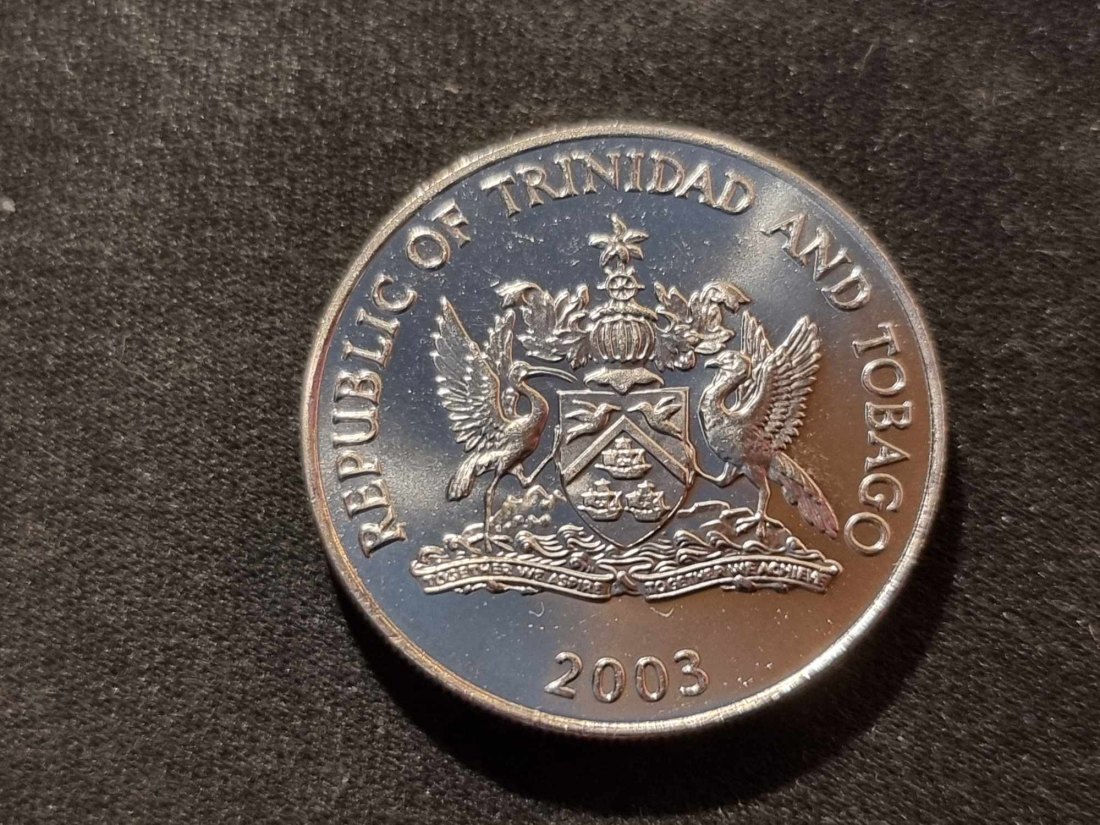 REPUBLIC OF TRINIDAD AND TOBAGO
TOGETHER WE ASPIRE TOGETHER WE ACHIEVE
2003